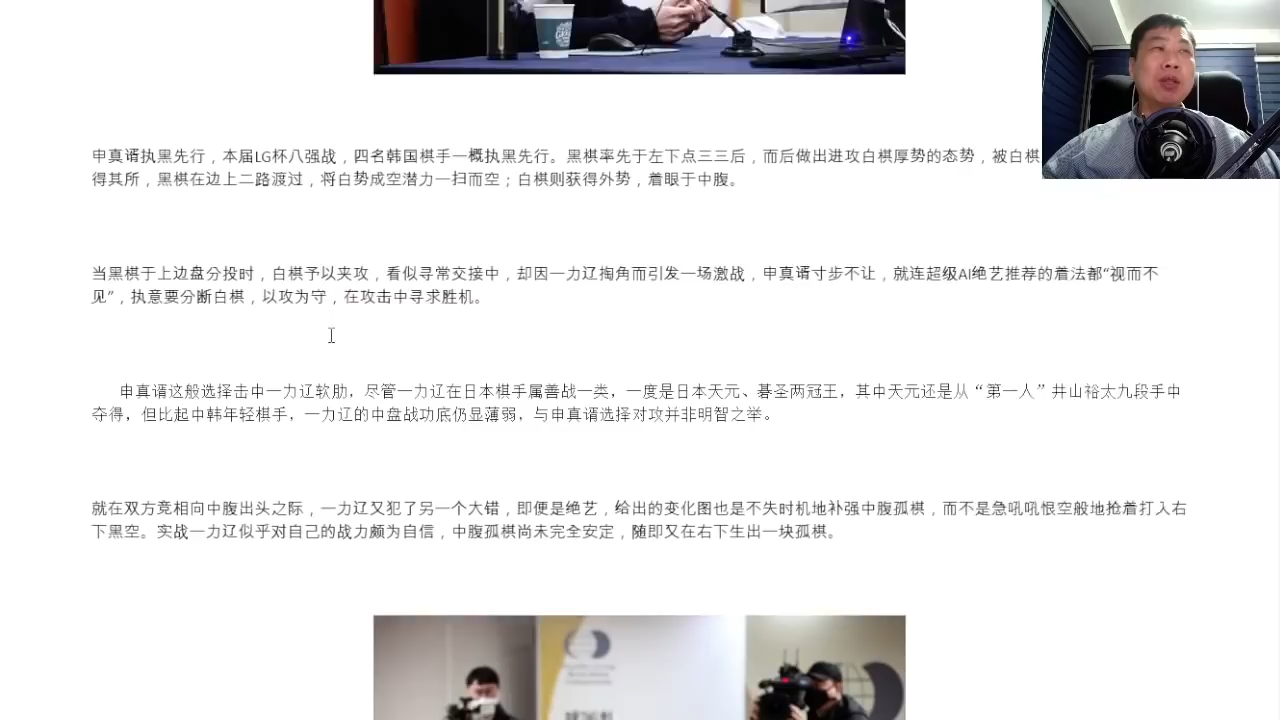 申真谞执黑先行，本届LG杯八强战，四名韩国棋手一概执黑先行。黑棋率先于左下点三三后，而后做出进攻白棋厚势的态势，被白棋
得其所，黑棋在边上二路渡过，将白势成空潜力一扫而空；白棋则获得外势，着眼于中腹。
当黑棋于上边盘分投时，白棋予以夹攻，看似寻常交接中，却因一力辽掏角而引发一场激战，申真谞寸步不让，就连超级AI绝艺推荐的着法都“视而不
见”，执意要分断白棋，以攻为守，在攻击中寻求胜机。
申真谞这般选择击中一力辽软肋，尽管一力辽在日本棋手属善战一类，一度是日本天元、碁圣两冠王，其中天元还是从“第一人”井山裕太九段手中
夺得，但比起中韩年轻棋手，一力辽的中盘战功底仍显薄弱，与申真谞选择对攻并非明智之举。
就在双方竞相向中腹出头之际，一力辽又犯了另一个大错，即便是绝艺，给出的变化图也是不失时机地补强中腹孤棋，而不是急吼吼恨空般地抢着打入右
下黑空。实战一力辽似乎对自己的战力颇为自信，中腹孤棋尚未完全安定，随即又在右下生出一块孤棋。